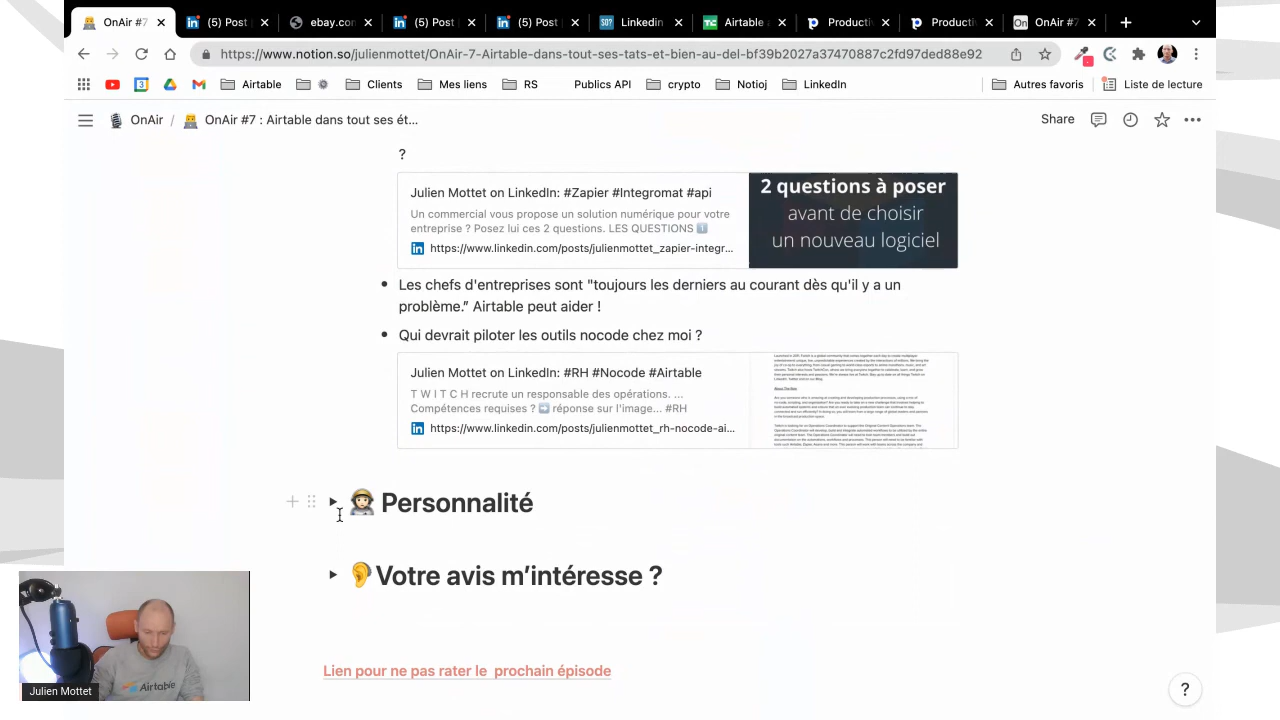 OnAir #7
(5) Post
ebay.con
(5) Post
(5) Post
Linkedin
Airtable
Producti
Producti
OnAir #7
https://www.notion.so/julienmottet/OnAir-7-Airtable-dans-tout-ses-tats-et-bien-au-del-bf39b2027a37470887c2fd97ded88e92
Airtable
Clients
Mes liens
RS
Publics API
crypto
Notioj
LinkedIn
Autres favoris
Liste de lecture
OnAir / OnAir #7 : Airtable dans tout ses ét...
Share
?
Julien Mottet on LinkedIn: #Zapier #Integromat #api
Un commercial vous propose un solution numérique pour votre
entreprise ? Posez lui ces 2 questions. LES QUESTIONS ⬇️
https://www.linkedin.com/posts/julienmottet_zapier-integr...
2 questions à poser
avant de choisir
un nouveau logiciel
• Les chefs d'entreprises sont "toujours les derniers au courant dès qu'il y a un
problème.” Airtable peut aider !
• Qui devrait piloter les outils nocode chez moi ?
Julien Mottet on LinkedIn: #RH #Nocode #Airtable
T W I T C H recrute un responsable des opérations. ...
Compétences requises ? ➡️ réponse sur l'image... #RH
https://www.linkedin.com/posts/julienmottet_rh-nocode-ai...
Personnalité
Votre avis m’intéresse ?
Lien pour ne pas rater le prochain épisode
Airtable
Julien Mottet
?